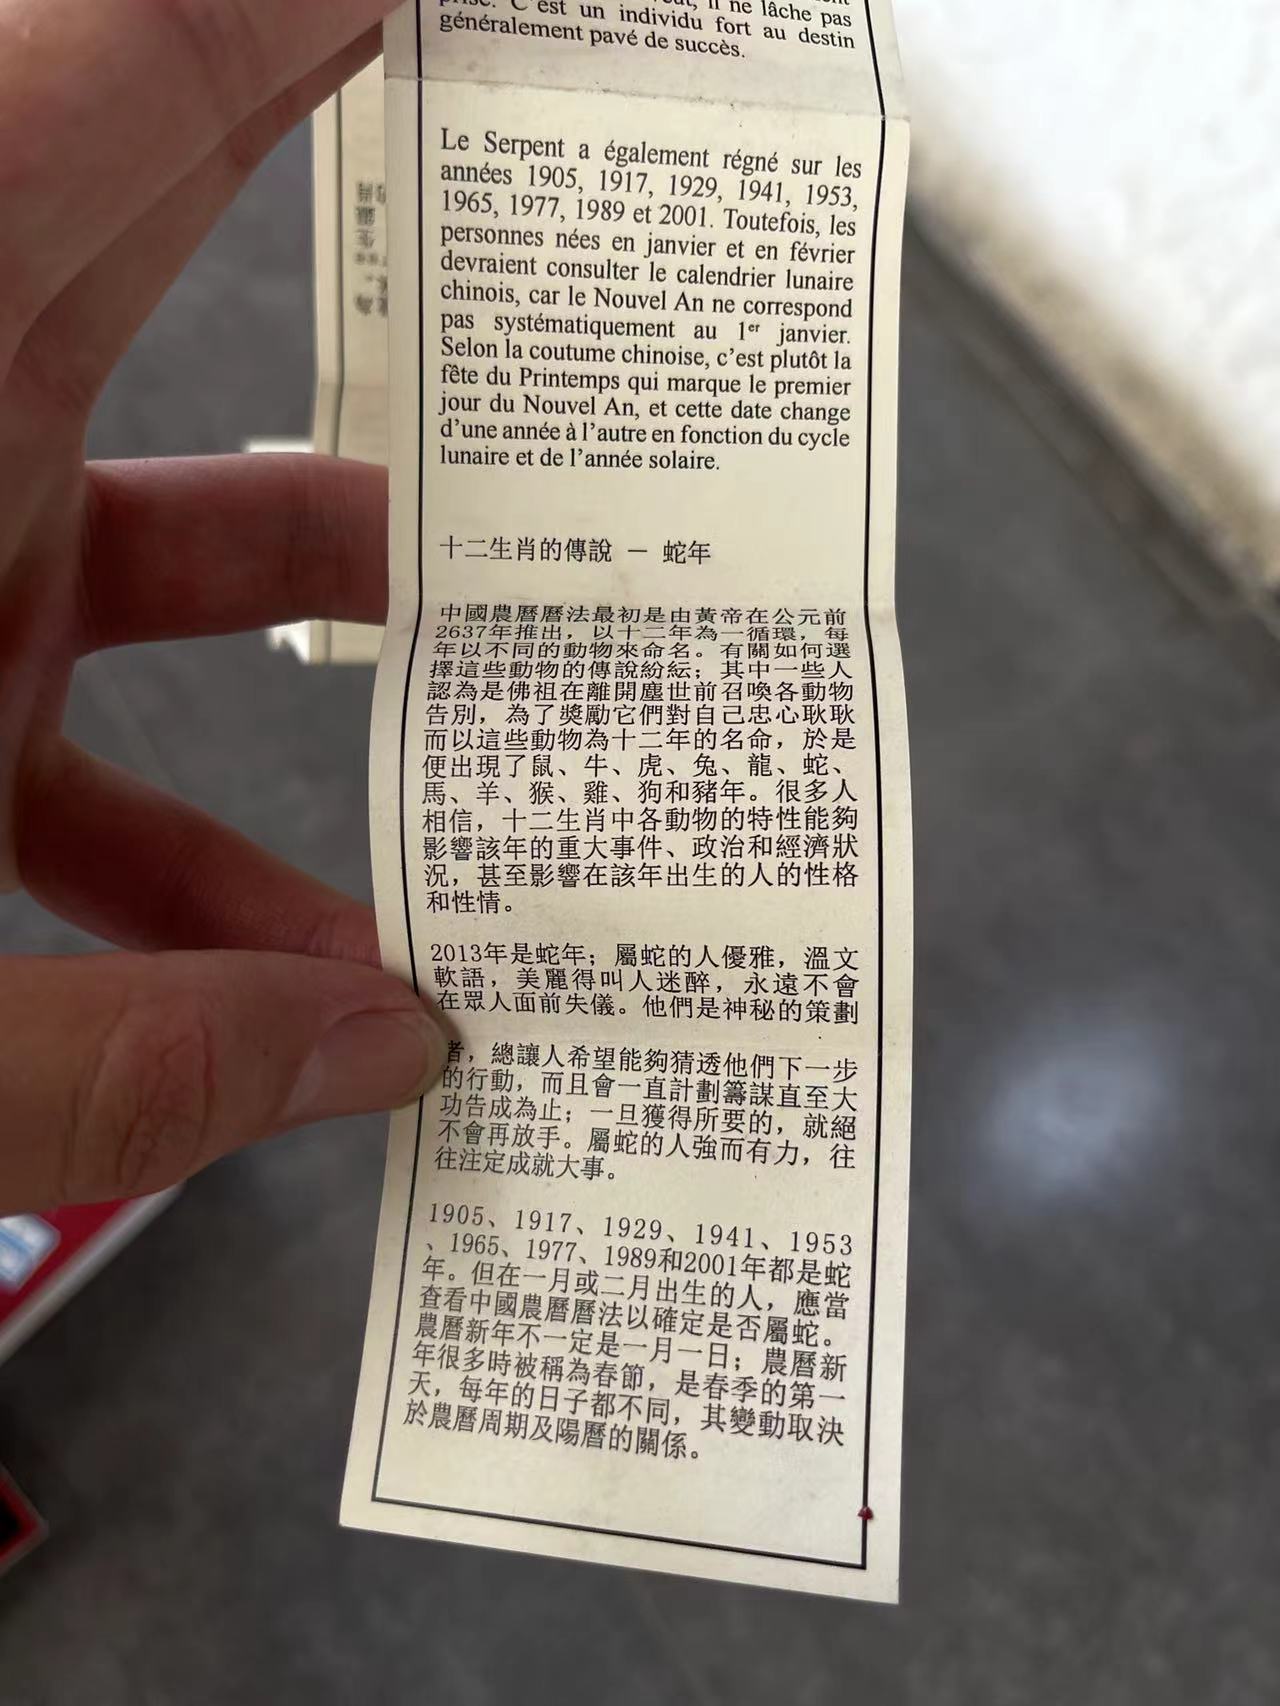 ne lâche pas
prise. C'est un individu fort au destin
généralement pavé de succès.
Le Serpent a également régné sur les
années 1905, 1917, 1929, 1941, 1953,
1965, 1977, 1989 et 2001. Toutefois, les
personnes nées en janvier et en février
devraient consulter le calendrier lunaire
chinois, car le Nouvel An ne correspond
pas systématiquement au 1er janvier.
Selon la coutume chinoise, c'est plutôt la
fête du Printemps qui marque le premier
jour du Nouvel An, et cette date change
d'une année à l'autre en fonction du cycle
lunaire et de l'année solaire.
十二生肖的傳說 － 蛇年
中國農曆曆法最初是由黃帝在公元前
2637年推出，以十二年為一循環，每
年以不同的動物來命名。有關如何選
擇這些動物的傳說紛紜；其中一些人
認為是佛祖在離開塵世前召喚各動物
告別，為了獎勵它們對自己忠心耿耿
而以這些動物為十二年的名命，於是
便出現了鼠、牛、虎、兔、龍、蛇、
馬、羊、猴、雞、狗和豬年。很多人
相信，十二生肖中各動物的特性能夠
影響該年的重大事件、政治和經濟狀
況，甚至影響在該年出生的人的性格
和性情。
2013年是蛇年；屬蛇的人優雅，溫文
軟語，美麗得叫人迷醉，永遠不會
在眾人面前失儀。他們是神秘的策劃
者，總讓人希望能夠猜透他們下一步
的行動，而且會一直計劃籌謀直至大
功告成為止；一旦獲得所要的，就絕
不會再放手。屬蛇的人強而有力，往
往注定成就大事。
1905、1917、1929、1941、1953
、1965、1977、1989和2001年都是蛇
年。但在一月或二月出生的人，應當
查看中國農曆曆法以確定是否屬蛇。
農曆新年不一定是一月一日；農曆新
年很多時被稱為春節，是春季的第一
天，每年的日子都不同，其變動取決
於農曆周期及陽曆的關係。